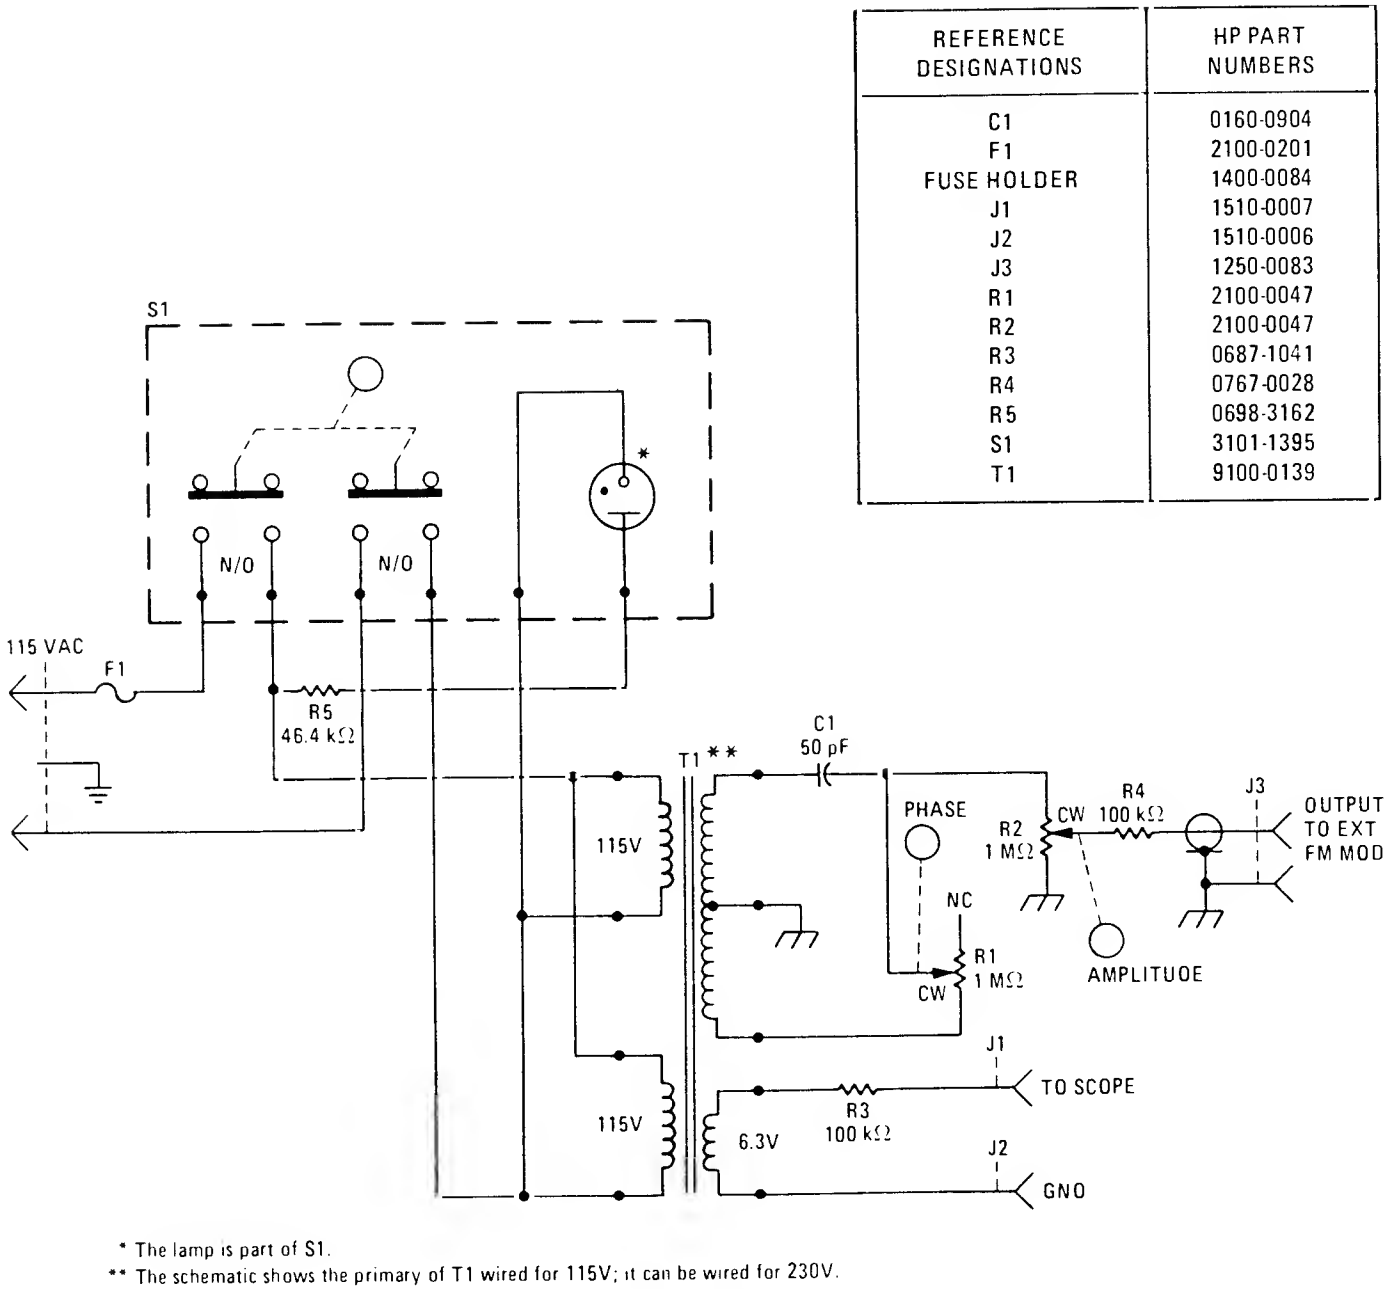 REFERENCE DESIGNATIONS HP PART NUMBERS
C1 0160-0904
F1 2100-0201
FUSE HOLDER 1400-0084
J1 1510-0007
J2 1510-0006
J3 1250-0083
R1 2100-0047
R2 2100-0047
R3 0687-1041
R4 0767-0028
R5 0698-3162
S1 3101-1395
T1 9100-0139
S1
*
N/O
N/O
115 VAC
F1
R5
46.4 kΩ
T1 **
C1
50 pF
115V
PHASE
R2
1 MΩ
CW
R4
100 kΩ
J3
OUTPUT
TO EXT
FM MOD
NC
R1
1 MΩ
CW
AMPLITUOE
115V
6.3V
R3
100 kΩ
J1
TO SCOPE
J2
GNO
* The lamp is part of S1.
** The schematic shows the primary of T1 wired for 115V; it can be wired for 230V.